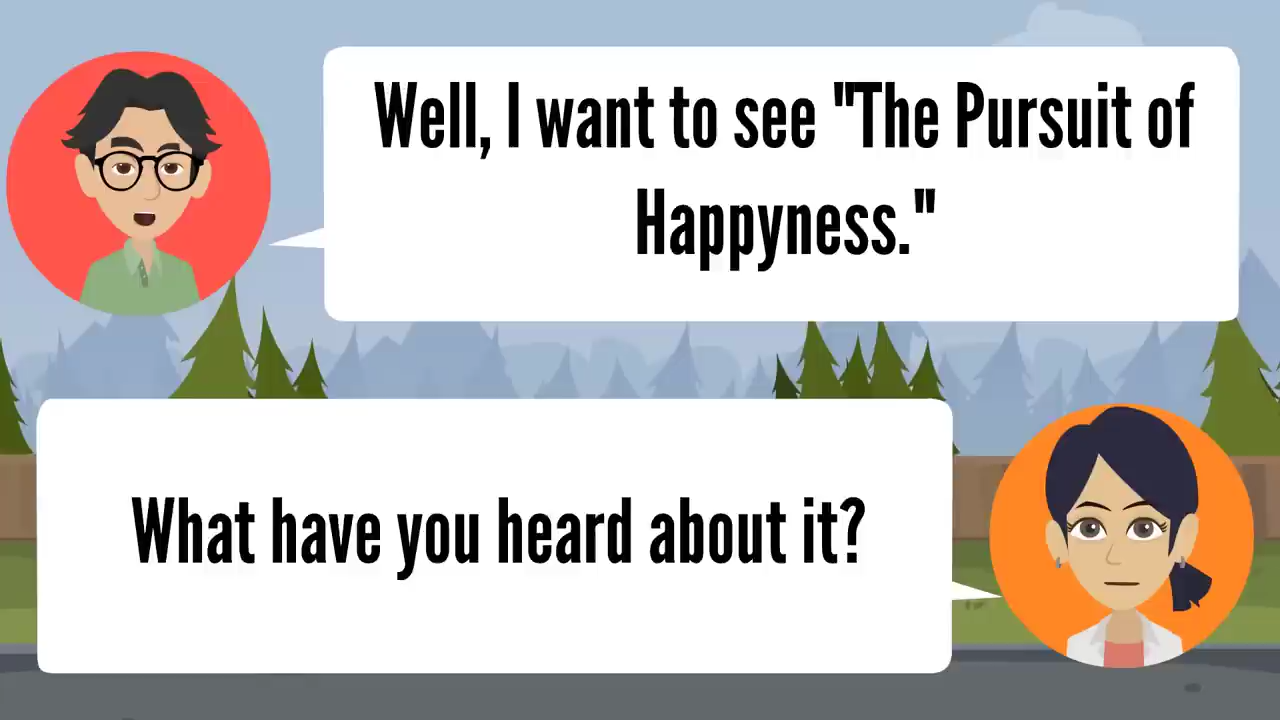 Well, I want to see "The Pursuit of
Happyness."
What have you heard about it?